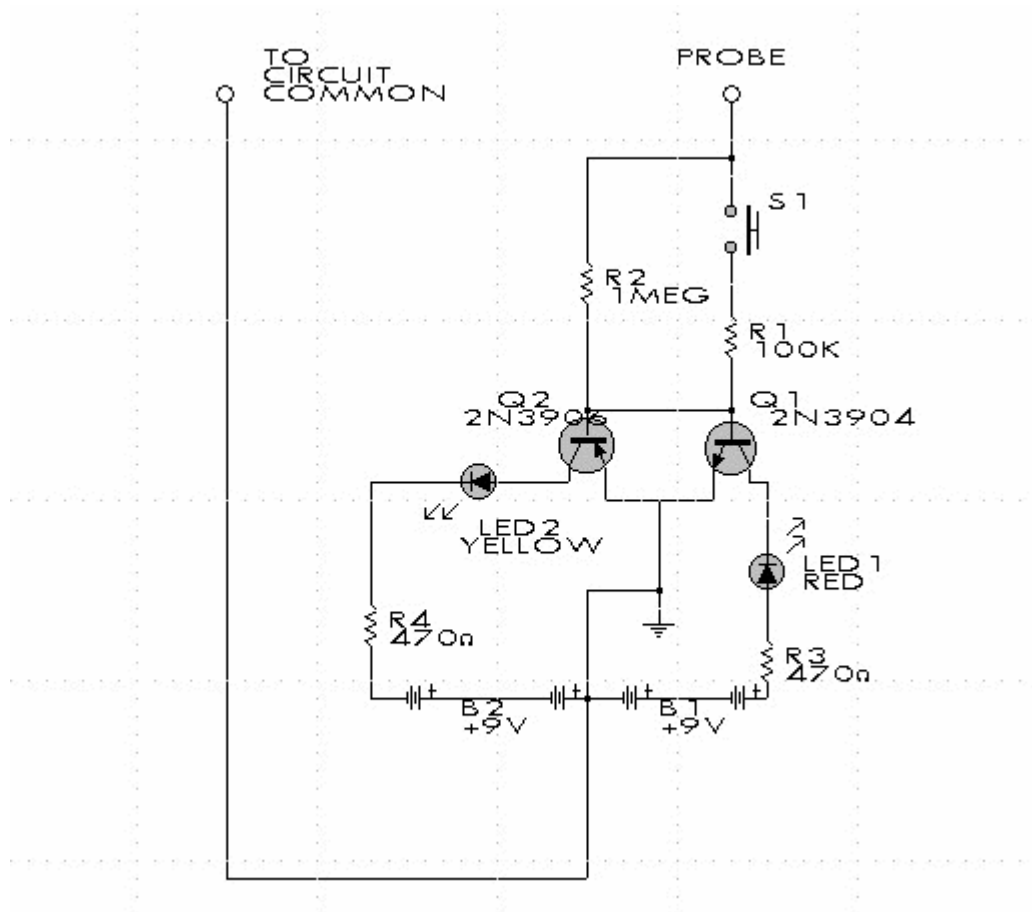 TO
CIRCUIT
COMMON
PROBE
S1
R2
1MEG
R1
100K
Q2
2N3906
Q1
2N3904
LED2
YELLOW
LED1
RED
R4
470Ω
R3
470Ω
+ + + +
B2
+9V
B1
+9V